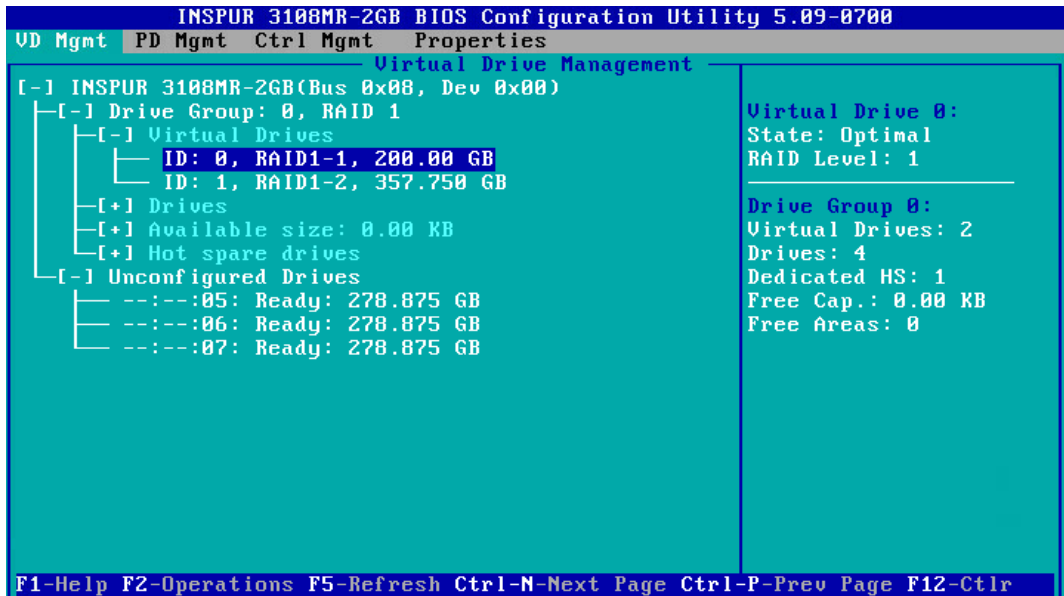 INSPUR 3108MR-2GB BIOS Configuration Utility 5.09-0700
VD Mgmt PD Mgmt Ctrl Mgmt Properties
Virtual Drive Management
[-] INSPUR 3108MR-2GB(Bus 0x08, Dev 0x00)
[-] Drive Group: 0, RAID 1
[-] Virtual Drives
ID: 0, RAID1-1, 200.00 GB
ID: 1, RAID1-2, 357.750 GB
[+] Drives
[+] Available size: 0.00 KB
[+] Hot spare drives
[-] Unconfigured Drives
--:--:05: Ready: 278.875 GB
--:--:06: Ready: 278.875 GB
--:--:07: Ready: 278.875 GB
Virtual Drive 0:
State: Optimal
RAID Level: 1
Drive Group 0:
Virtual Drives: 2
Drives: 4
Dedicated HS: 1
Free Cap.: 0.00 KB
Free Areas: 0
F1-Help F2-Operations F5-Refresh Ctrl-N-Next Page Ctrl-P-Prev Page F12-Ctlr